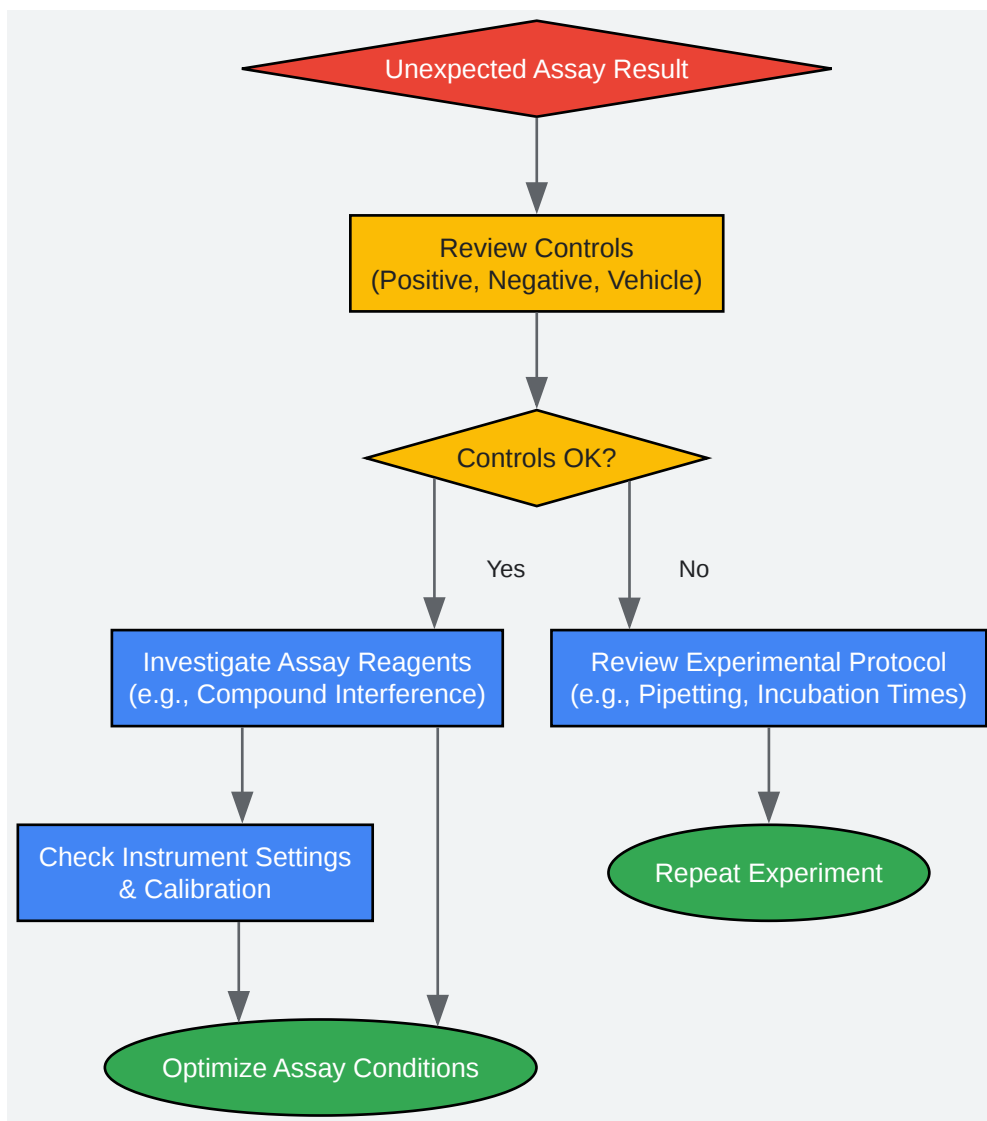 Unexpected Assay Result
Review Controls
(Positive, Negative, Vehicle)
Controls OK?
Yes
No
Investigate Assay Reagents
(e.g., Compound Interference)
Review Experimental Protocol
(e.g., Pipetting, Incubation Times)
Check Instrument Settings
& Calibration
Repeat Experiment
Optimize Assay Conditions